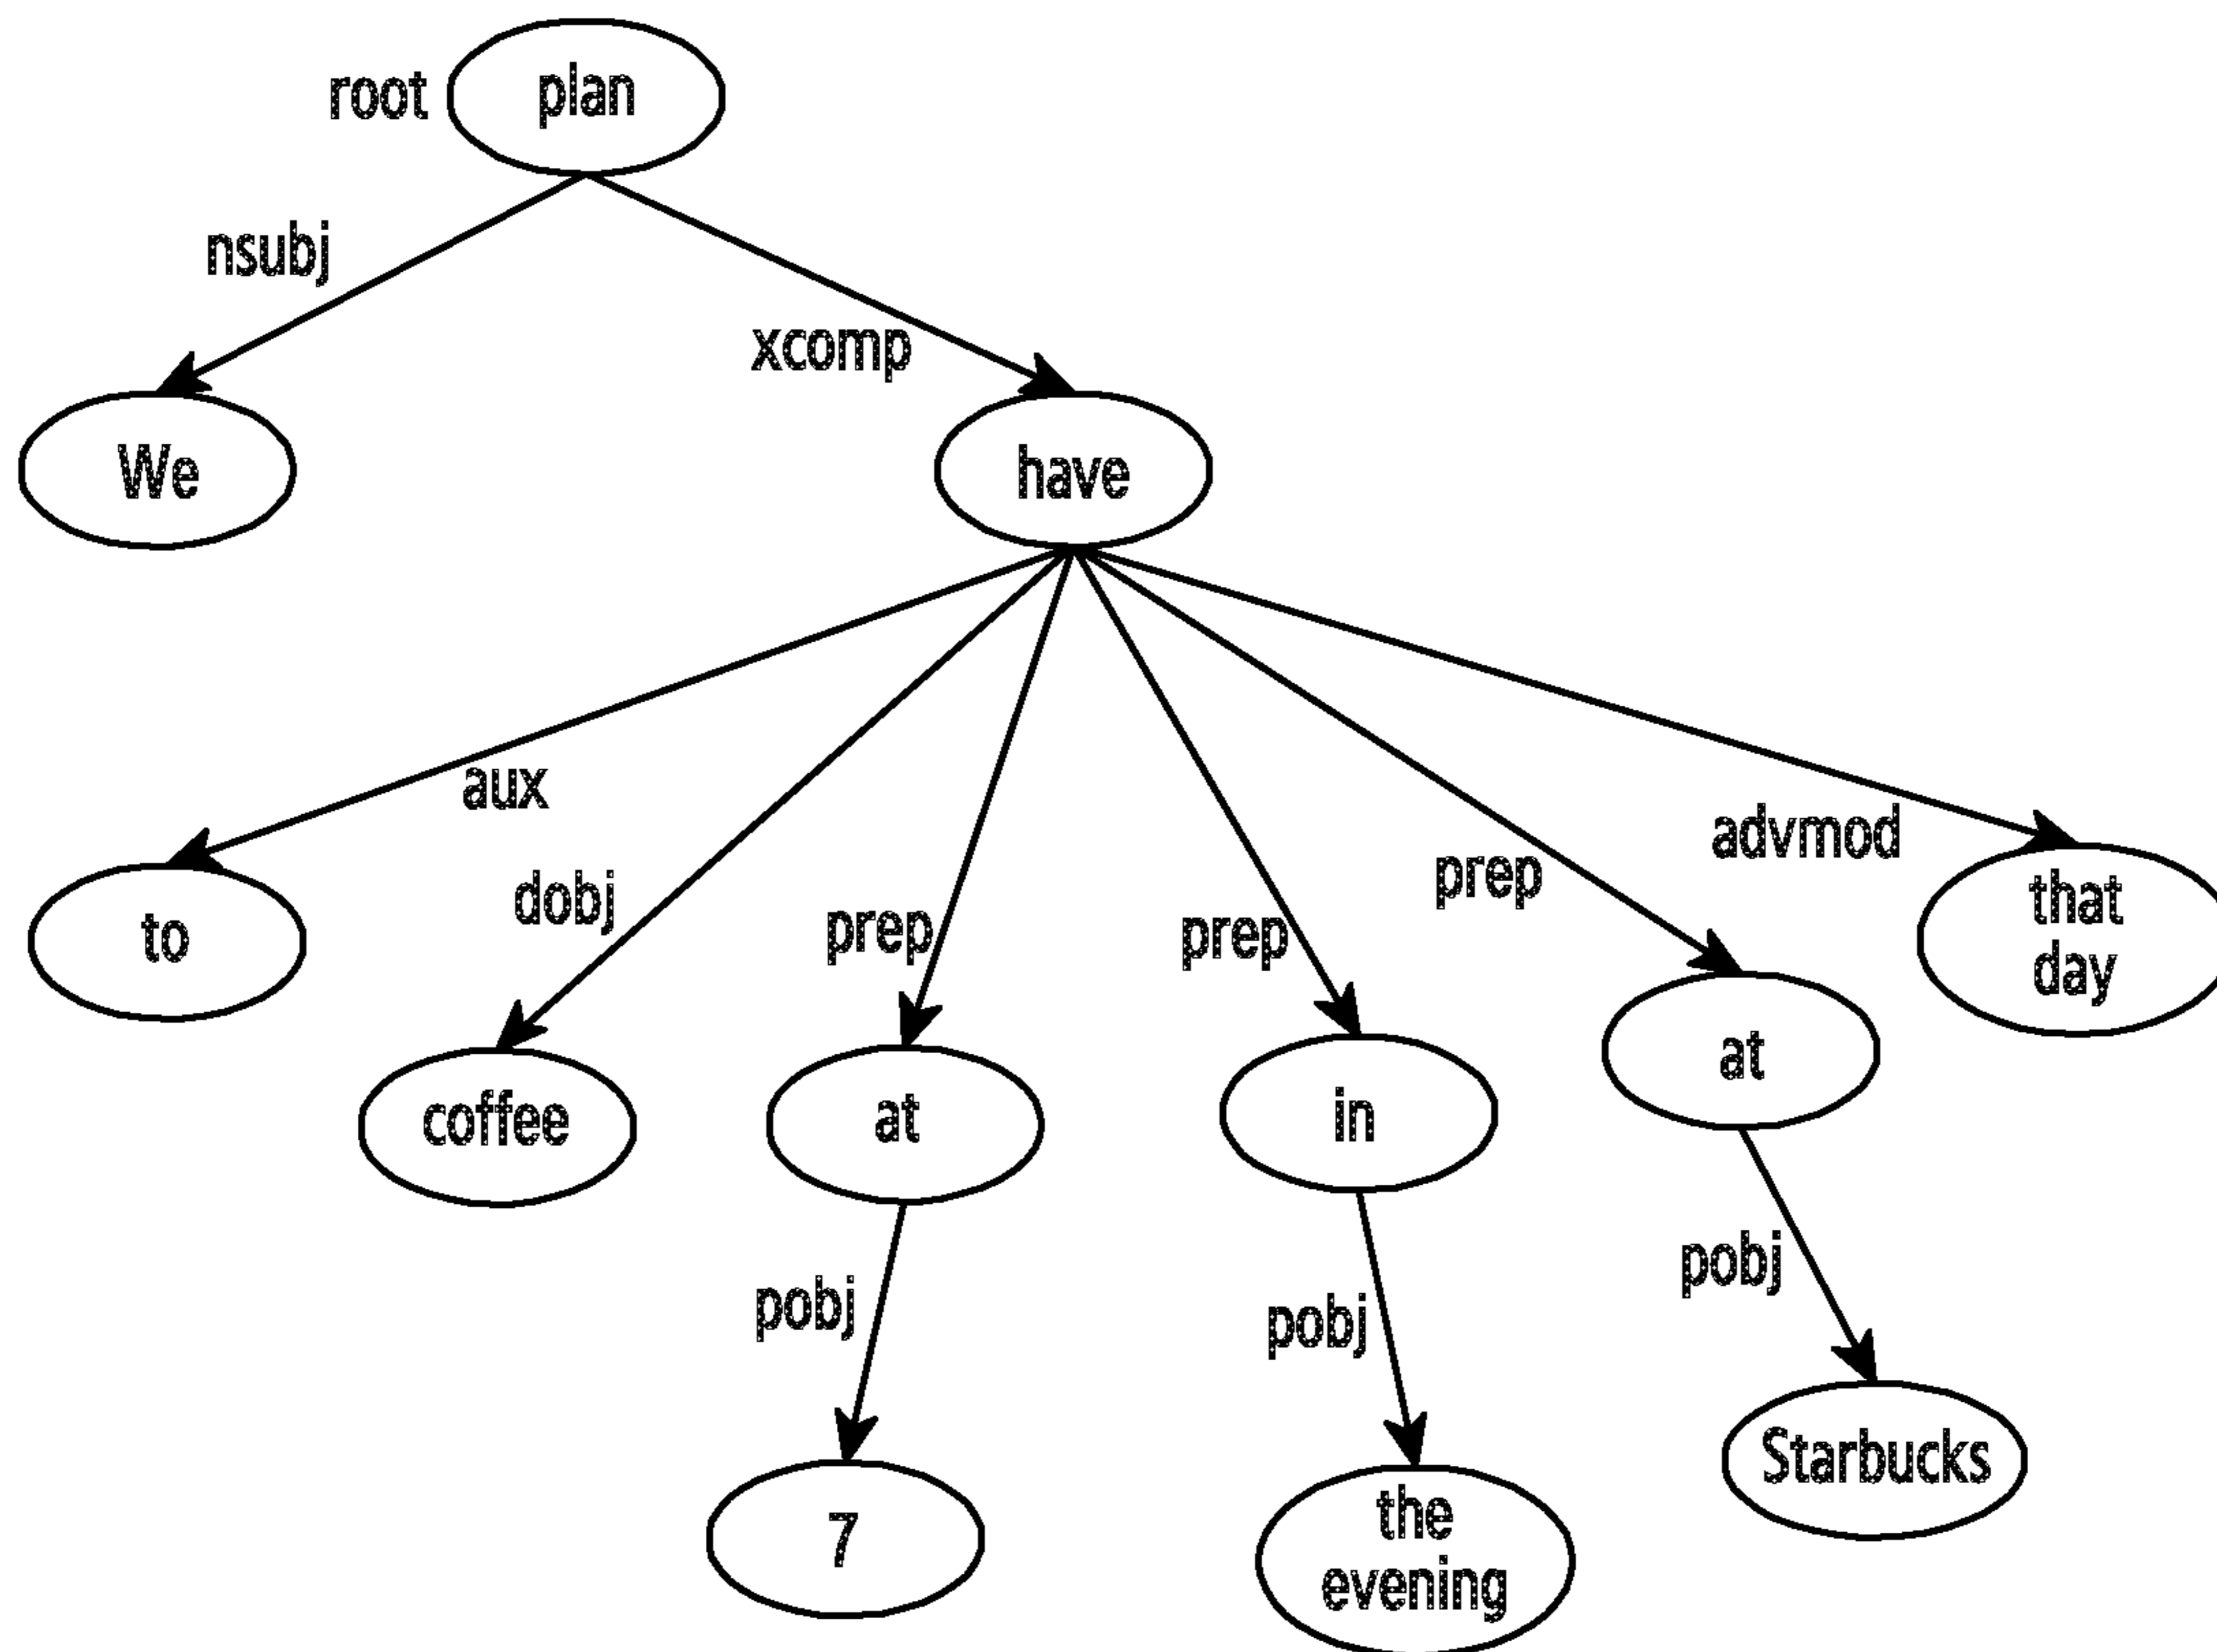 root plan
nsubj
xcomp
We
have
aux
dobj
prep
prep
prep
advmod
to
coffee
at
in
at
that
day
pobj
pobj
pobj
7
the
evening
Starbucks